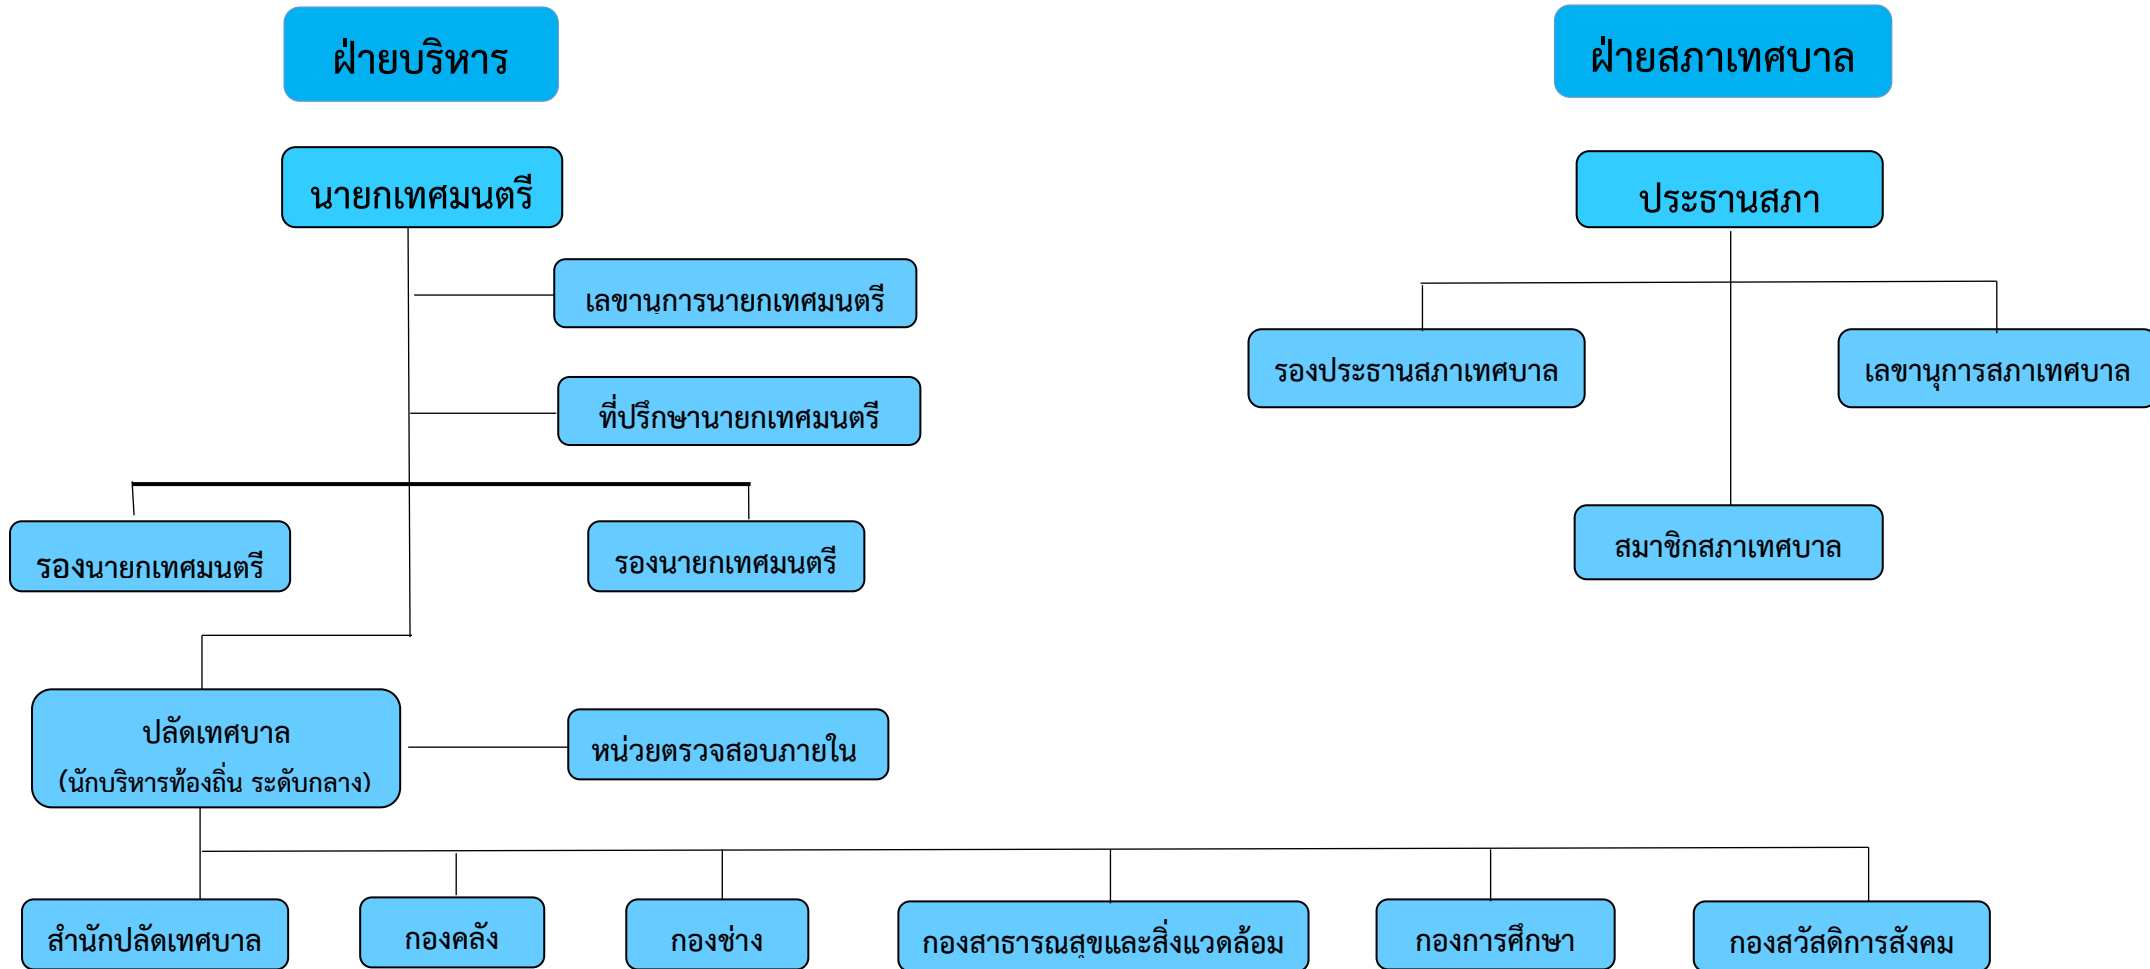 ฝ่ายบริหาร
ฝ่ายสภาเทศบาล
นายกเทศมนตรี
ประธานสภา
เลขานุการนายกเทศมนตรี
รองประธานสภาเทศบาล
เลขานุการสภาเทศบาล
ที่ปรึกษานายกเทศมนตรี
รองนายกเทศมนตรี
รองนายกเทศมนตรี
สมาชิกสภาเทศบาล
ปลัดเทศบาล
(นักบริหารท้องถิ่น ระดับกลาง)
หน่วยตรวจสอบภายใน
สำนักปลัดเทศบาล
กองคลัง
กองช่าง
กองสาธารณสุขและสิ่งแวดล้อม
กองการศึกษา
กองสวัสดิการสังคม